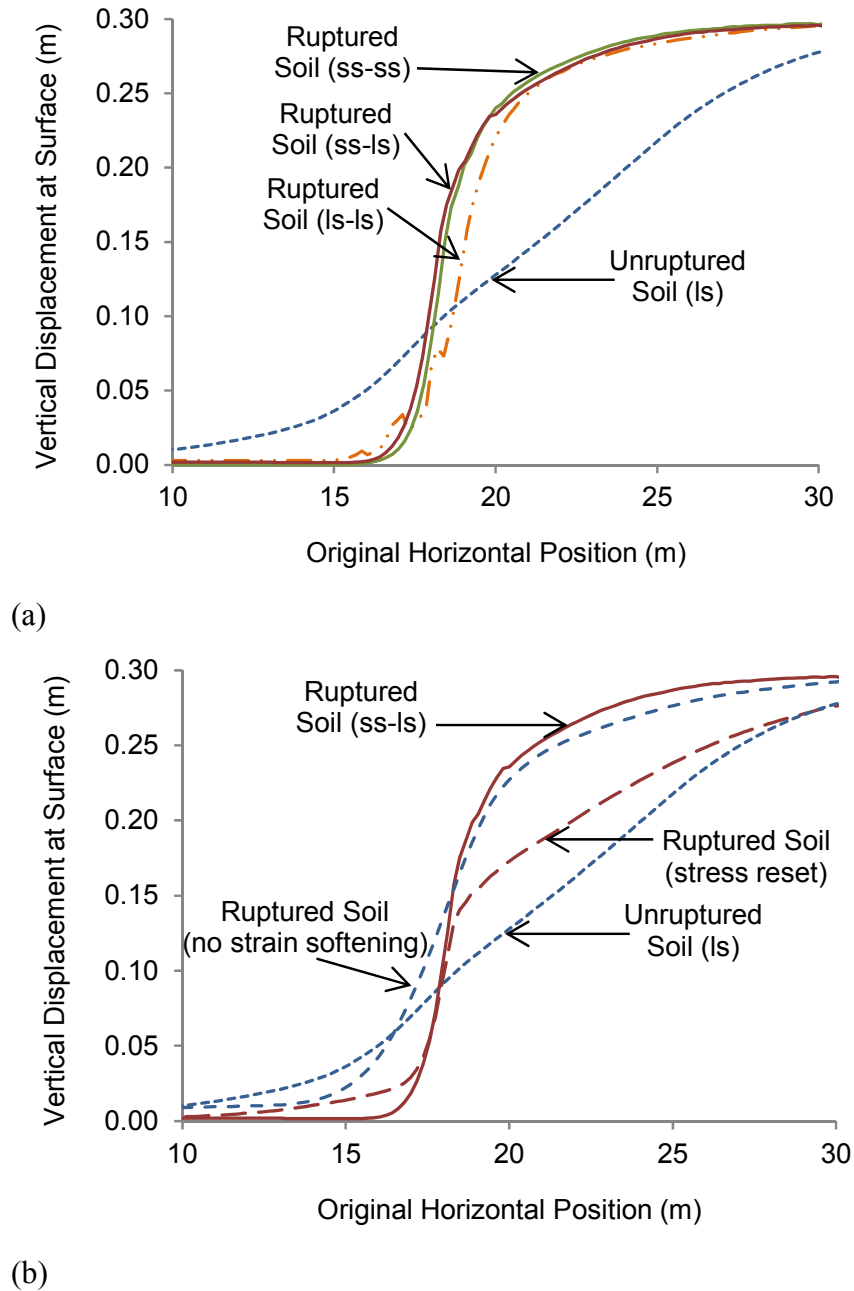 0.30
0.25
0.20
0.15
0.10
0.05
0.00
Vertical Displacement at Surface (m)
Ruptured
Soil (ss-ss)
Ruptured
Soil (ss-ls)
Ruptured
Soil (ls-ls)
Unruptured
Soil (ls)
10 15 20 25 30
Original Horizontal Position (m)
(a)
0.30
0.25
0.20
0.15
0.10
0.05
0.00
Vertical Displacement at Surface (m)
Ruptured
Soil (ss-ls)
Ruptured Soil
(stress reset)
Ruptured Soil
(no strain softening)
Unruptured
Soil (ls)
10 15 20 25 30
Original Horizontal Position (m)
(b)